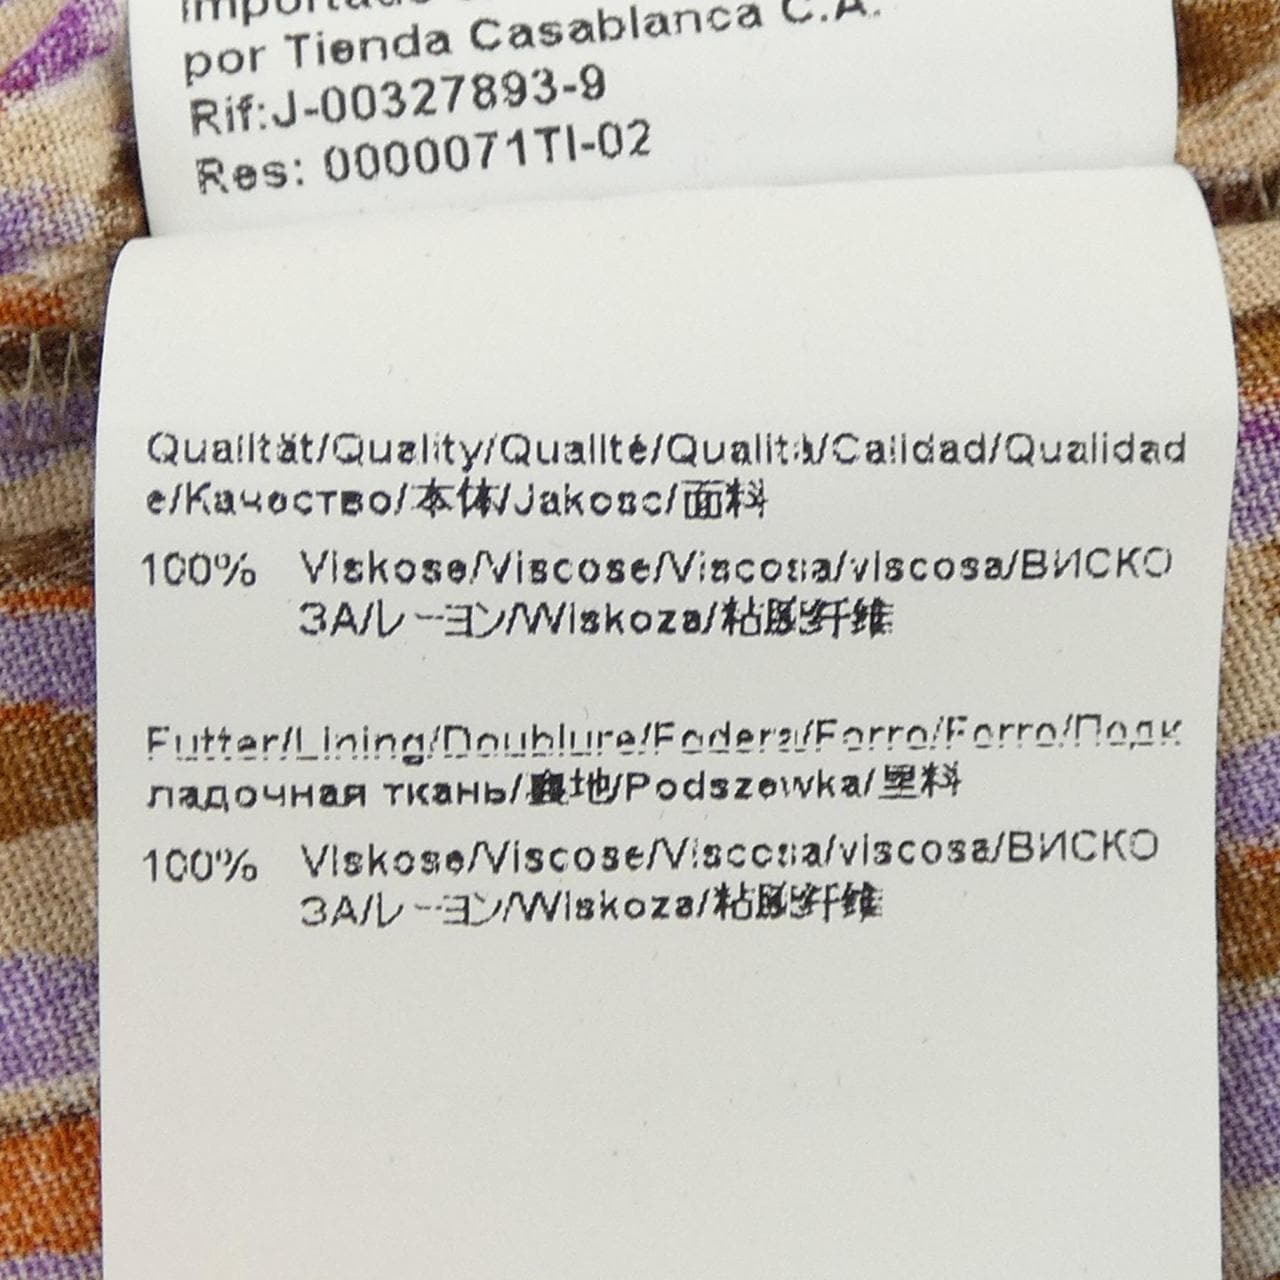 Importado
por Tienda Casablanca C.A.
Rif:J-00327893-9
Res: 0000071TI-02
Qualität/Quality/Qualité/Qualità/Calidad/Qualidad
e/Качество/本体/Jakosc/面料
100% Viskose/Viscose/Viscosa/viscosa/ВИСКО
ЗА/レーヨン/Wiskoza/粘胶纤维
Futter/Lining/Doublure/Fodera/Forro/Forro/Подк
ладочная ткань/裏地/Podszewka/里料
100% Viskose/Viscose/Viscosa/viscosa/ВИСКО
ЗА/レーヨン/Wiskoza/粘胶纤维